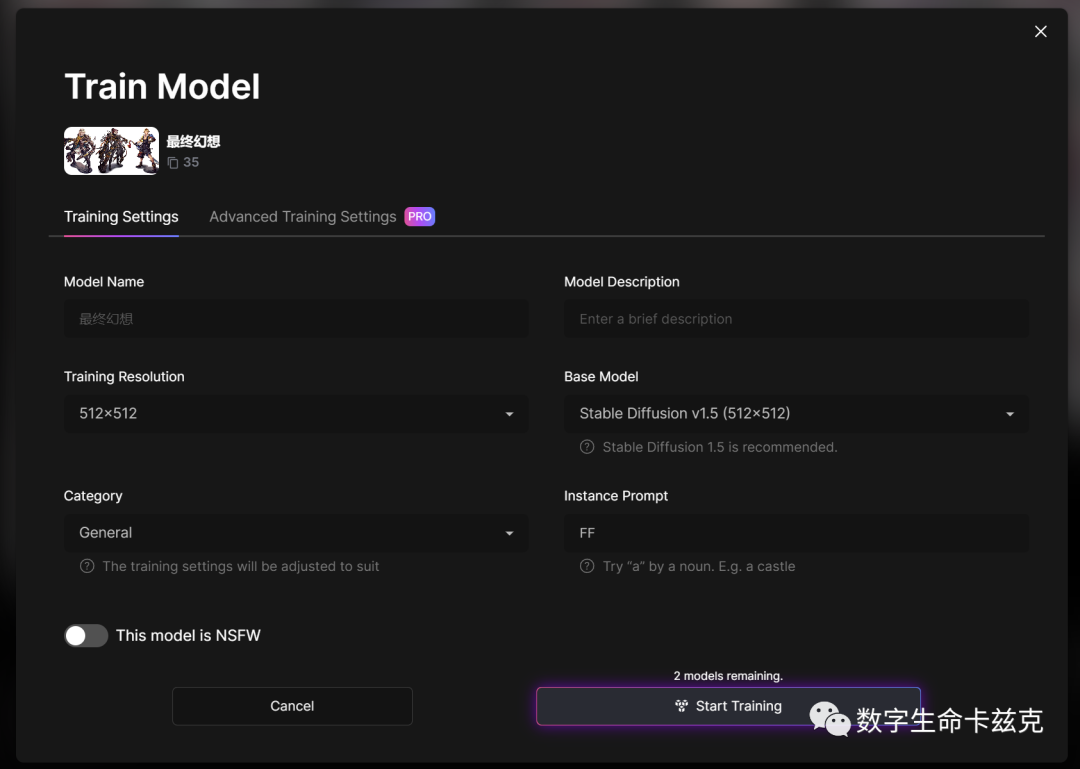 Train Model
最终幻想
35
Training Settings
Advanced Training Settings PRO
Model Name
Model Description
最终幻想
Enter a brief description
Training Resolution
Base Model
512×512
Stable Diffusion v1.5 (512×512)
Stable Diffusion 1.5 is recommended.
Category
Instance Prompt
General
FF
The training settings will be adjusted to suit
Try “a” by a noun. E.g. a castle
This model is NSFW
2 models remaining.
Cancel
Start Training
数字生命卡兹克